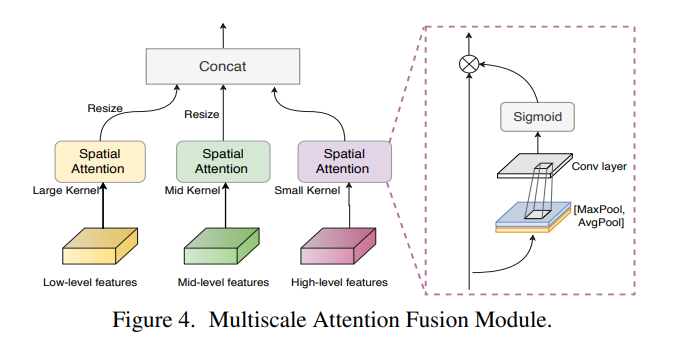 Concat
Resize
Resize
Spatial
Attention
Spatial
Attention
Spatial
Attention
Large Kernel
Mid Kernel
Small Kernel
Low-level features
Mid-level features
High-level features
Sigmoid
Conv layer
[MaxPool,
AvgPool]
Figure 4. Multiscale Attention Fusion Module.